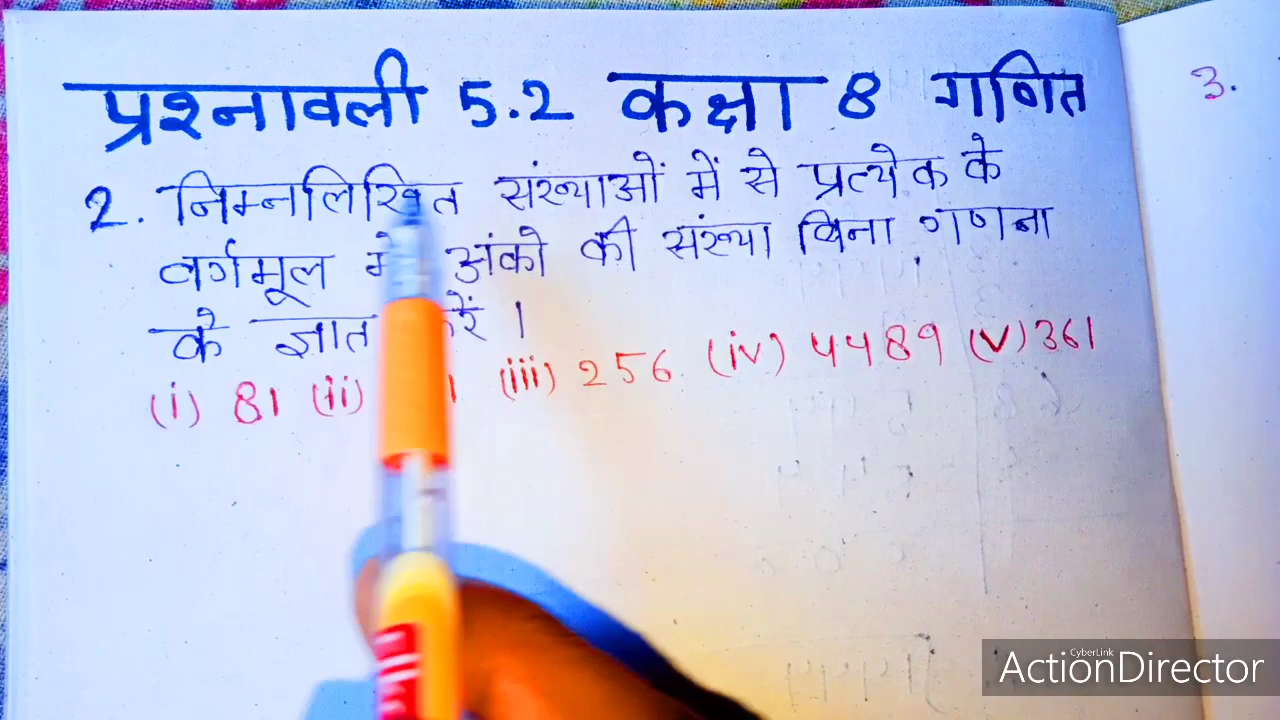 प्रश्नावली 5.2 कक्षा 8 गणित
2. निम्नलिखित संख्याओं में से प्रत्येक के
वर्गमूल में अंको की संख्या बिना गणना
के ज्ञात करें ।
(i) 81 (ii) (iii) 256 (iv) 4489 (v) 361
3.
CyberLink
ActionDirector